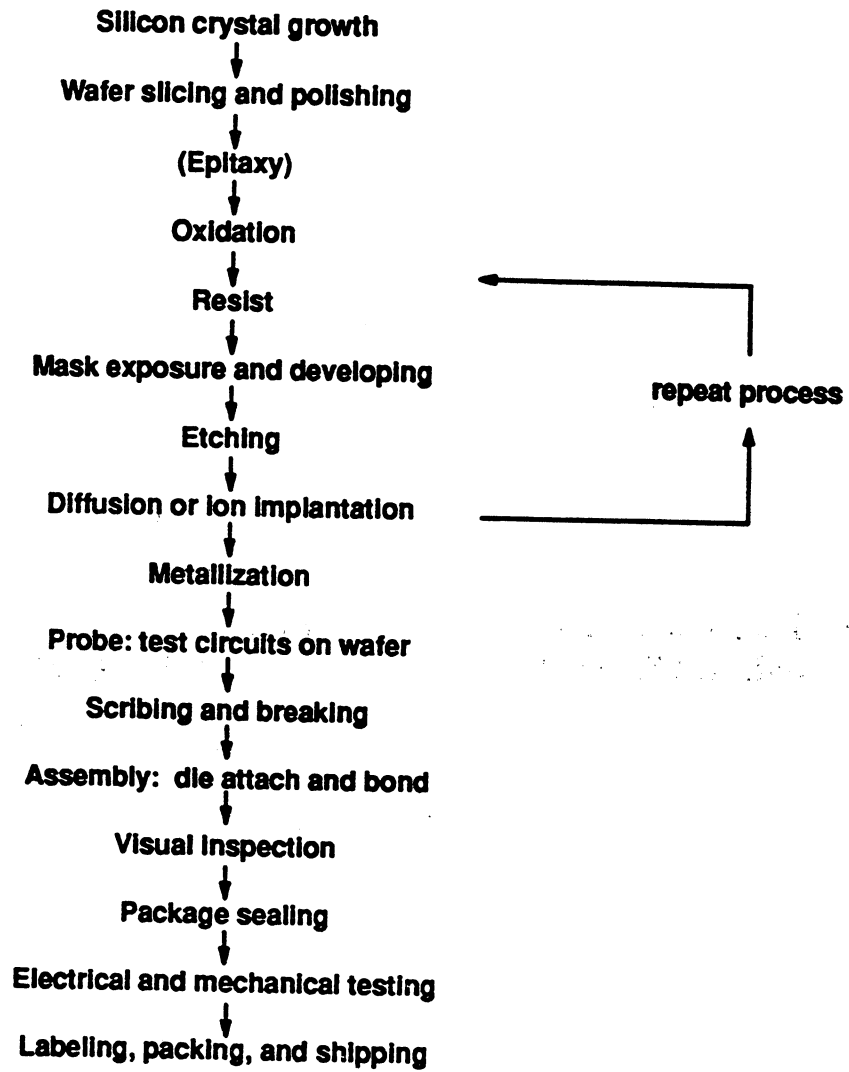 Silicon crystal growth
Wafer slicing and polishing
(Epitaxy)
Oxidation
Resist
Mask exposure and developing
repeat process
Etching
Diffusion or ion implantation
Metallization
Probe: test circuits on wafer
Scribing and breaking
Assembly: die attach and bond
Visual inspection
Package sealing
Electrical and mechanical testing
Labeling, packing, and shipping